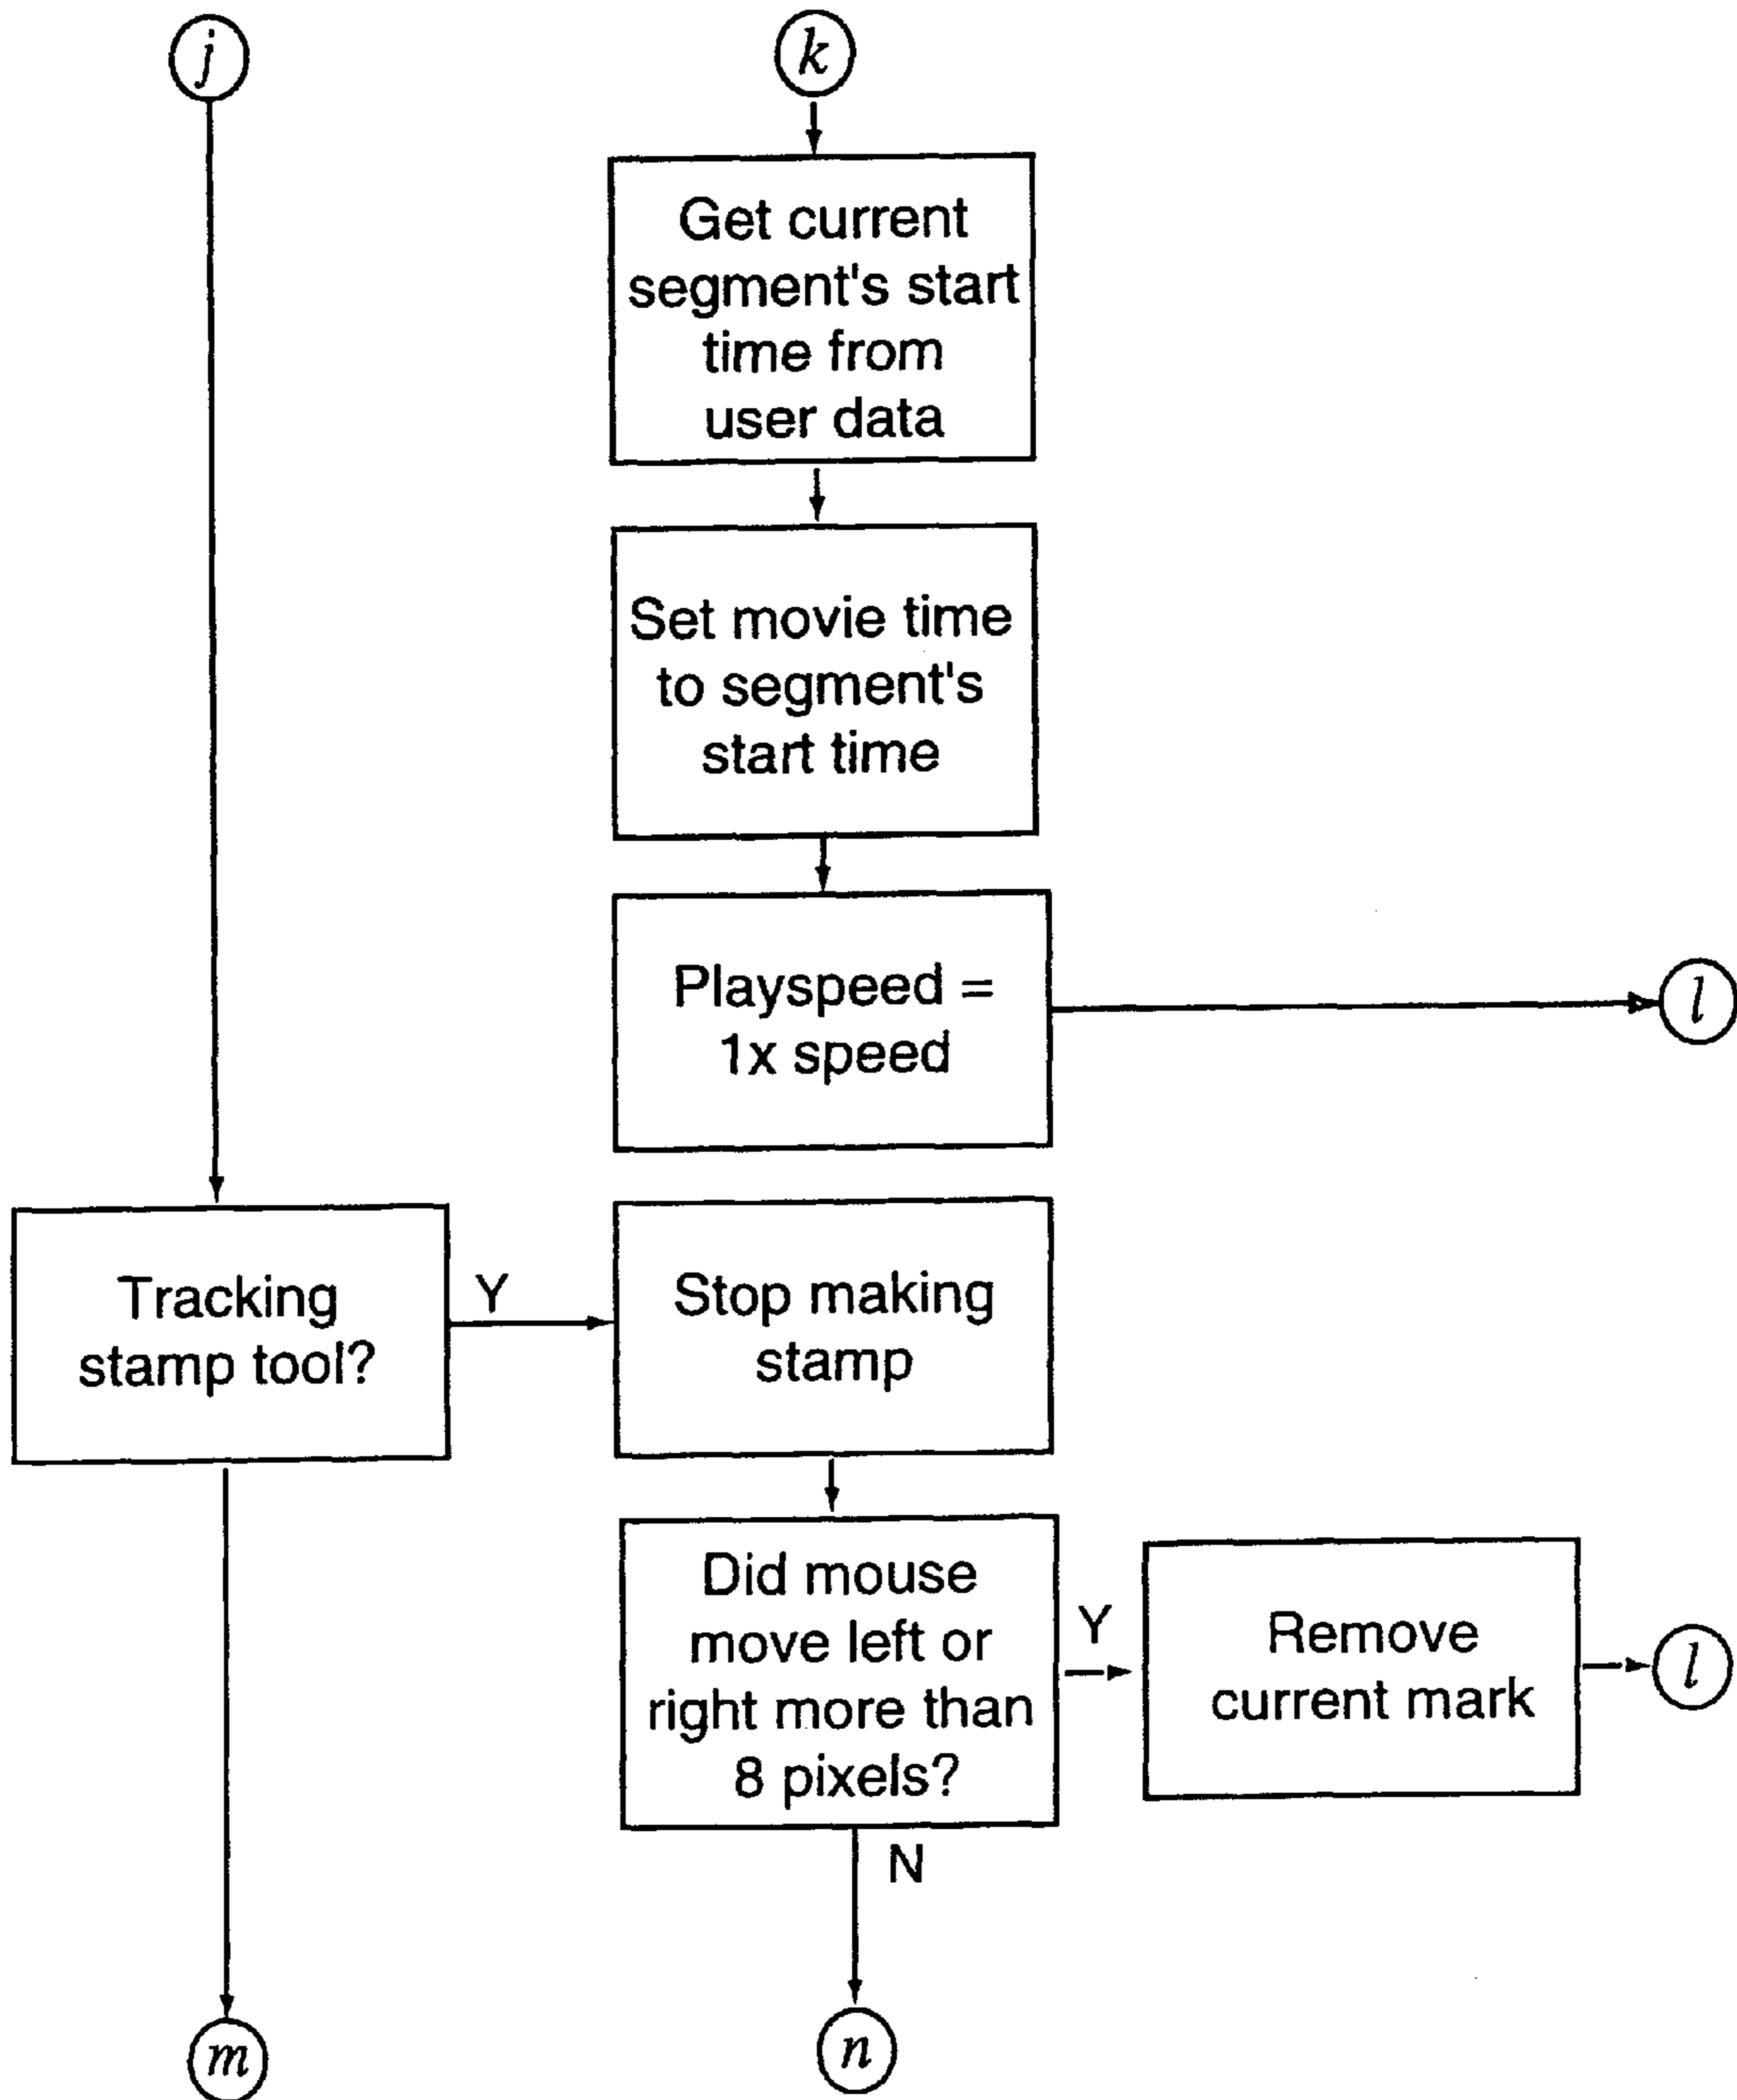 j
k
Get current
segment's start
time from
user data
Set movie time
to segment's
start time
Playspeed =
1x speed
l
Tracking
stamp tool?
Y
Stop making
stamp
Did mouse
move left or
right more than
8 pixels?
Y
Remove
current mark
l
N
m
n